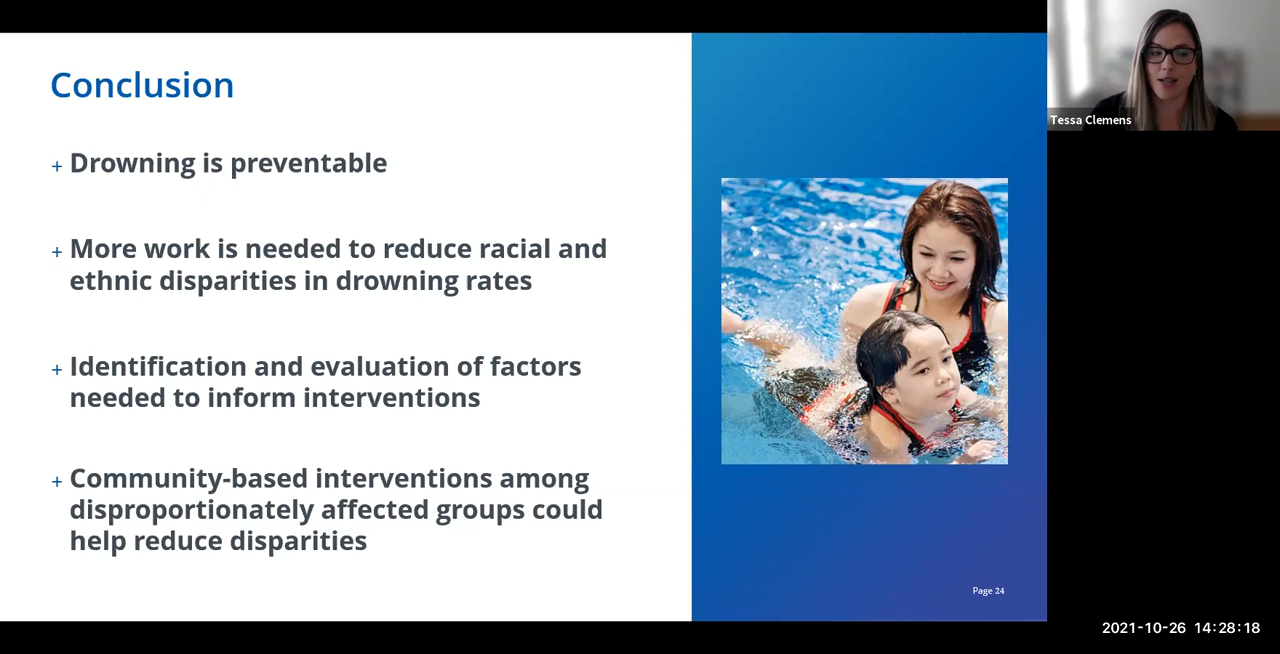 Conclusion
+ Drowning is preventable
+ More work is needed to reduce racial and
ethnic disparities in drowning rates
+ Identification and evaluation of factors
needed to inform interventions
+ Community-based interventions among
disproportionately affected groups could
help reduce disparities
Page 24
Tessa Clemens
2021-10-26 14:28:18